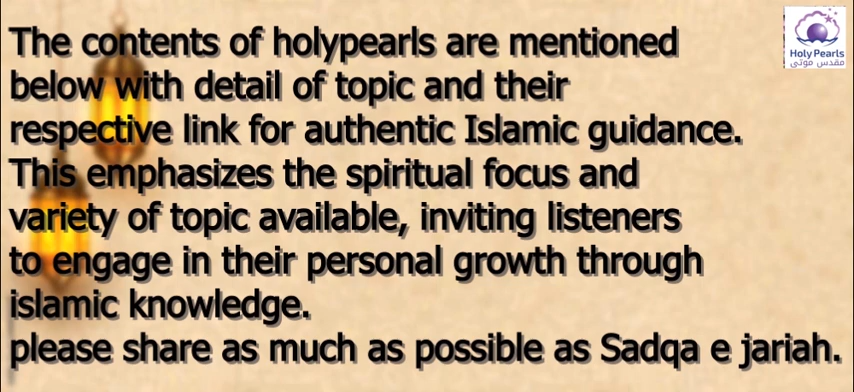 The contents of holypearls are mentioned
below with detail of topic and their
respective link for authentic Islamic guidance.
This emphasizes the spiritual focus and
variety of topic available, inviting listeners
to engage in their personal growth through
islamic knowledge.
please share as much as possible as Sadqa e jariah.
Holy Pearls
مقدس موتی